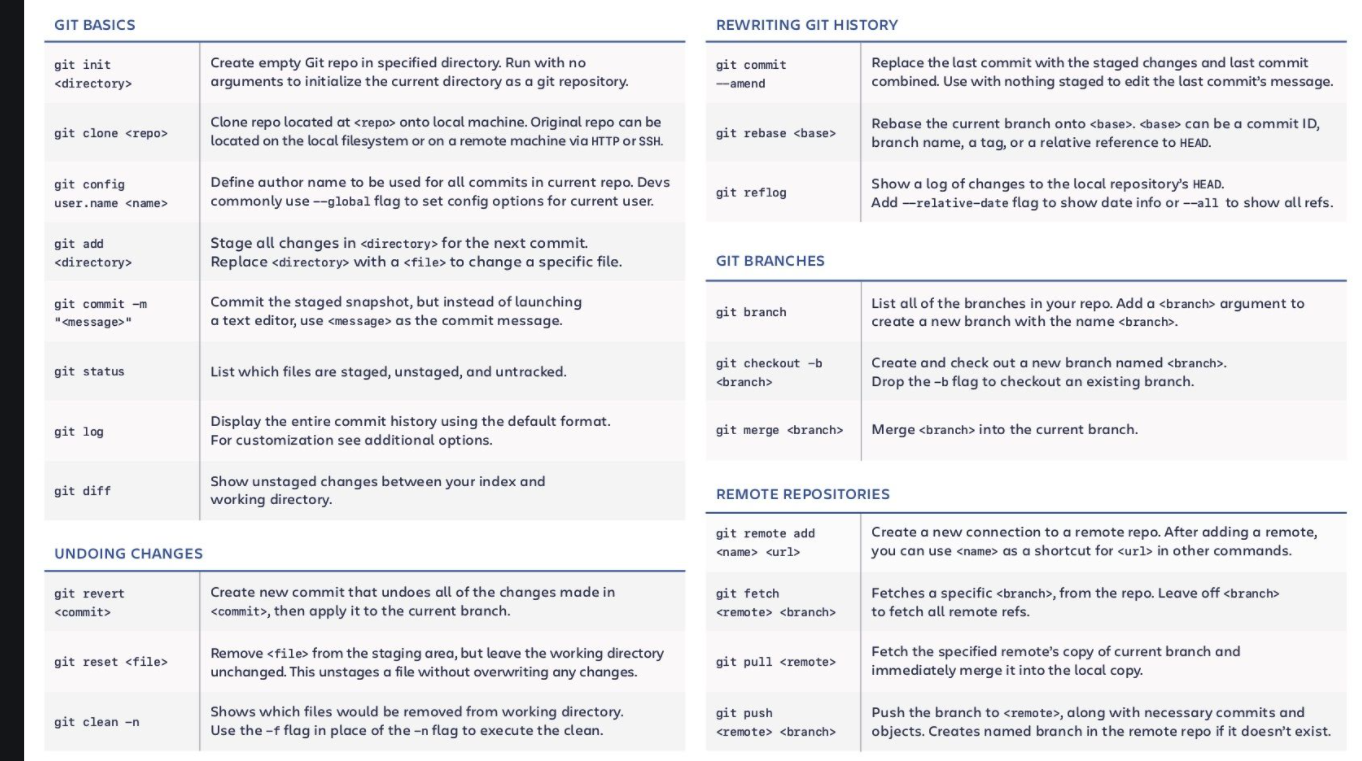 GIT BASICS
git init
<directory>
Create empty Git repo in specified directory. Run with no
arguments to initialize the current directory as a git repository.
git clone <repo>
Clone repo located at <repo> onto local machine. Original repo can be
located on the local filesystem or on a remote machine via HTTP or SSH.
git config
user.name <name>
Define author name to be used for all commits in current repo. Devs
commonly use --global flag to set config options for current user.
git add
<directory>
Stage all changes in <directory> for the next commit.
Replace <directory> with a <file> to change a specific file.
git commit -m
"<message>"
Commit the staged snapshot, but instead of launching
a text editor, use <message> as the commit message.
git status
List which files are staged, unstaged, and untracked.
git log
Display the entire commit history using the default format.
For customization see additional options.
git diff
Show unstaged changes between your index and
working directory.
UNDOING CHANGES
git revert
<commit>
Create new commit that undoes all of the changes made in
<commit>, then apply it to the current branch.
git reset <file>
Remove <file> from the staging area, but leave the working directory
unchanged. This unstages a file without overwriting any changes.
git clean -n
Shows which files would be removed from working directory.
Use the -f flag in place of the -n flag to execute the clean.
REWRITING GIT HISTORY
git commit
--amend
Replace the last commit with the staged changes and last commit
combined. Use with nothing staged to edit the last commit's message.
git rebase <base>
Rebase the current branch onto <base>. <base> can be a commit ID,
branch name, a tag, or a relative reference to HEAD.
git reflog
Show a log of changes to the local repository's HEAD.
Add --relative-date flag to show date info or --all to show all refs.
GIT BRANCHES
git branch
List all of the branches in your repo. Add a <branch> argument to
create a new branch with the name <branch>.
git checkout -b
<branch>
Create and check out a new branch named <branch>.
Drop the -b flag to checkout an existing branch.
git merge <branch>
Merge <branch> into the current branch.
REMOTE REPOSITORIES
git remote add
<name> <url>
Create a new connection to a remote repo. After adding a remote,
you can use <name> as a shortcut for <url> in other commands.
git fetch
<remote> <branch>
Fetches a specific <branch>, from the repo. Leave off <branch>
to fetch all remote refs.
git pull <remote>
Fetch the specified remote's copy of current branch and
immediately merge it into the local copy.
git push
<remote> <branch>
Push the branch to <remote>, along with necessary commits and
objects. Creates named branch in the remote repo if it doesn't exist.